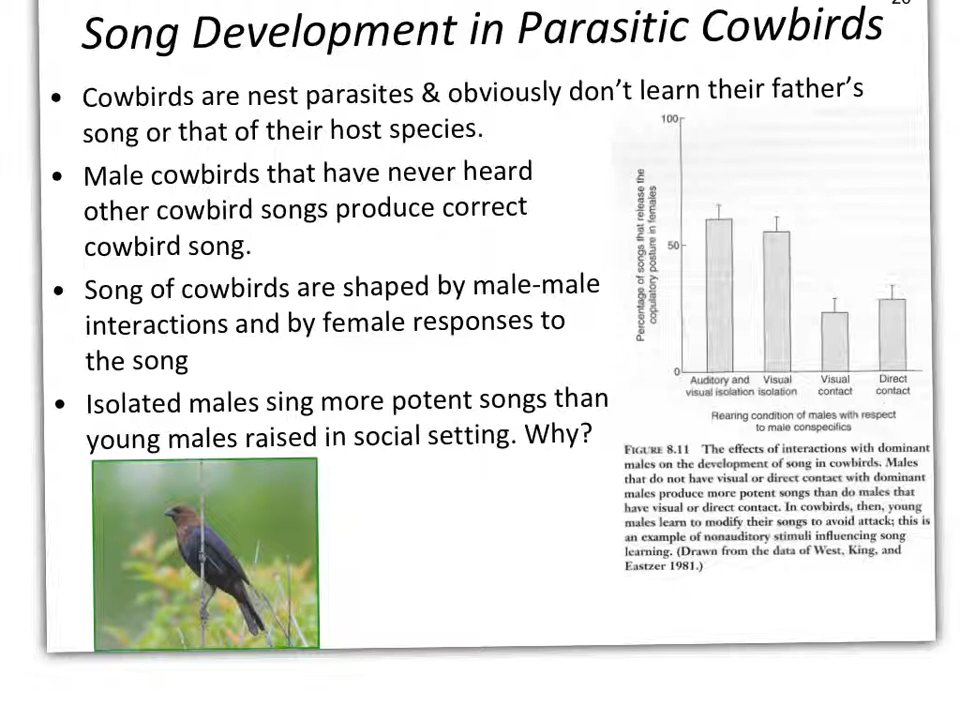 Song Development in Parasitic Cowbirds
• Cowbirds are nest parasites & obviously don't learn their father's
song or that of their host species.
• Male cowbirds that have never heard
other cowbird songs produce correct
cowbird song.
• Song of cowbirds are shaped by male-male
interactions and by female responses to
the song
• Isolated males sing more potent songs than
young males raised in social setting. Why?
Percentage of songs that release the
copulatory posture in females
100
50
0
Auditory and
visual isolation
Visual
isolation
Visual
contact
Direct
contact
Rearing condition of males with respect
to male conspecifics
FIGURE 8.11 The effects of interactions with dominant
males on the development of song in cowbirds. Males
that do not have visual or direct contact with dominant
males produce more potent songs than do males that
have visual or direct contact. In cowbirds, then, young
males learn to modify their songs to avoid attack; this is
an example of nonauditory stimuli influencing song
learning. (Drawn from the data of West, King, and
Eastzer 1981.)